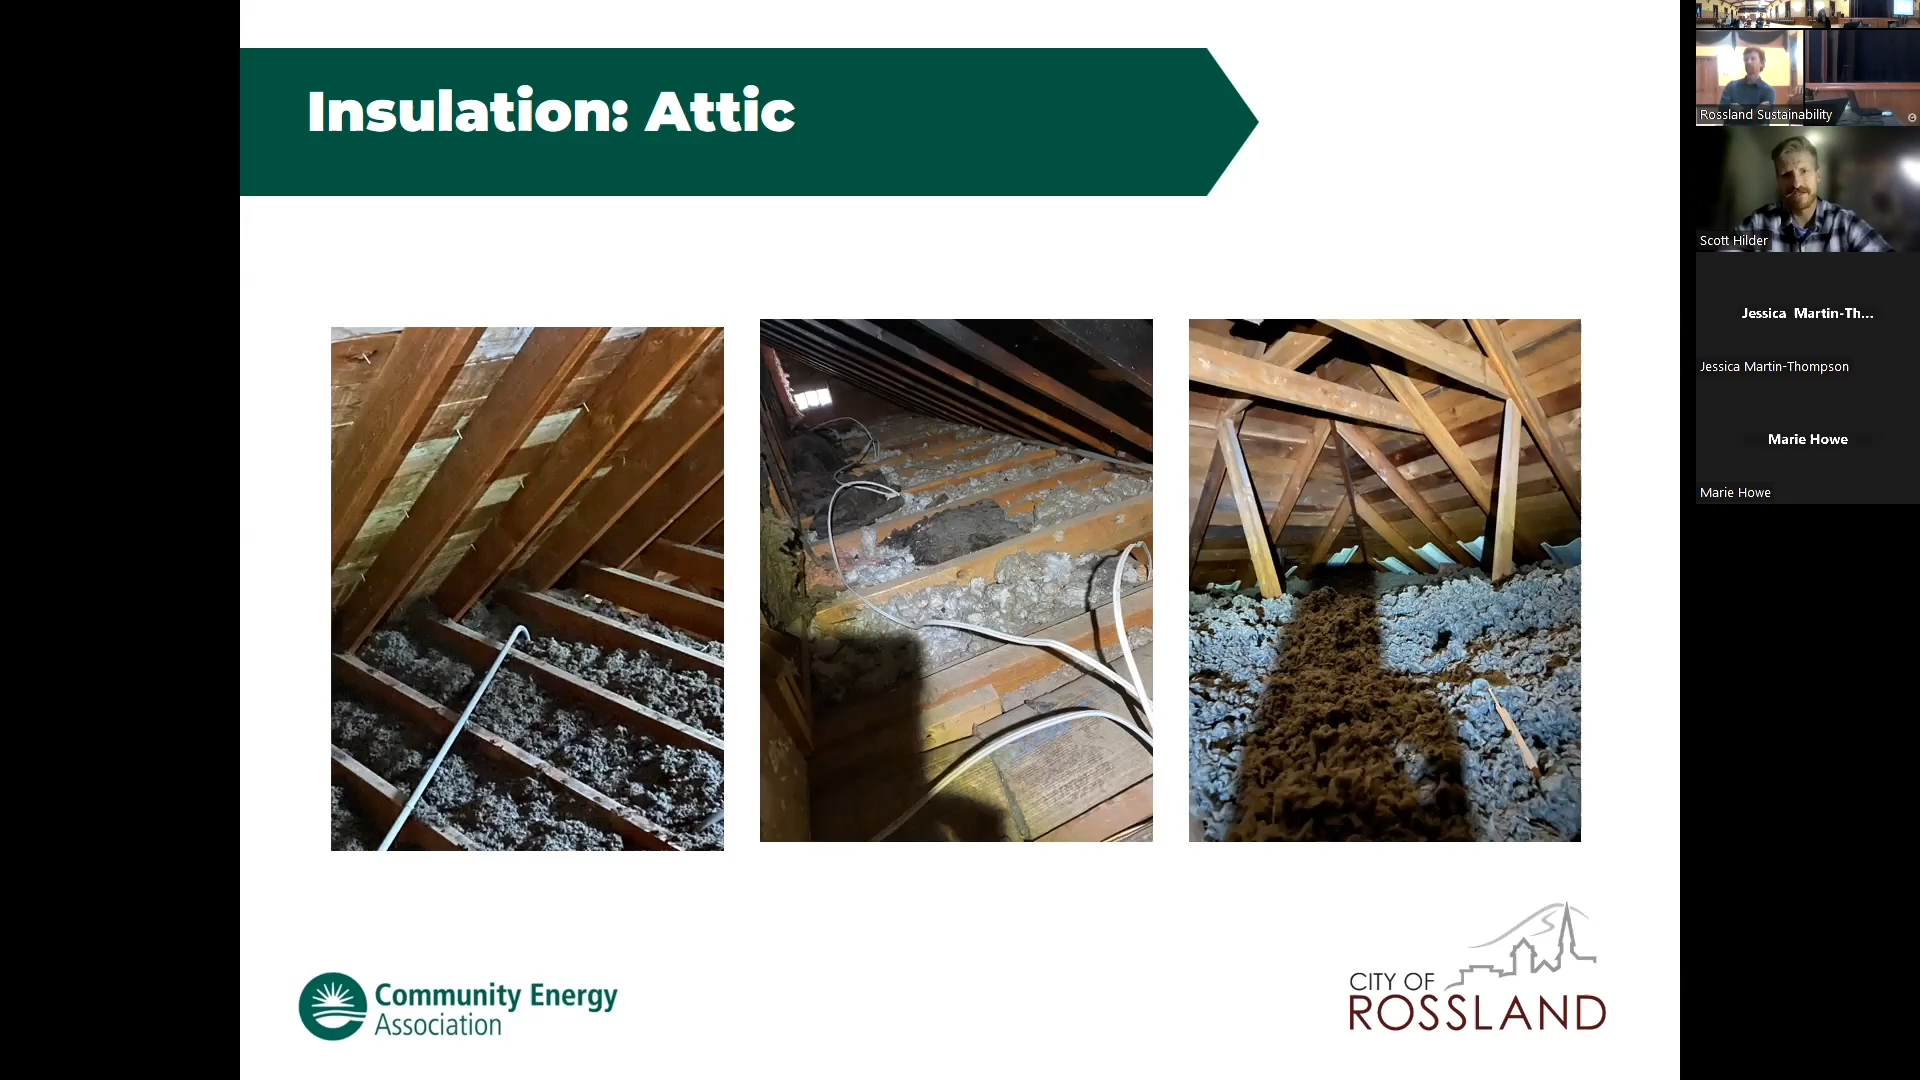 Insulation: Attic
Community Energy
Association
CITY OF
ROSSLAND
Rossland Sustainability
Scott Hilder
Jessica Martin-Th...
Jessica Martin-Thompson
Marie Howe
Marie Howe